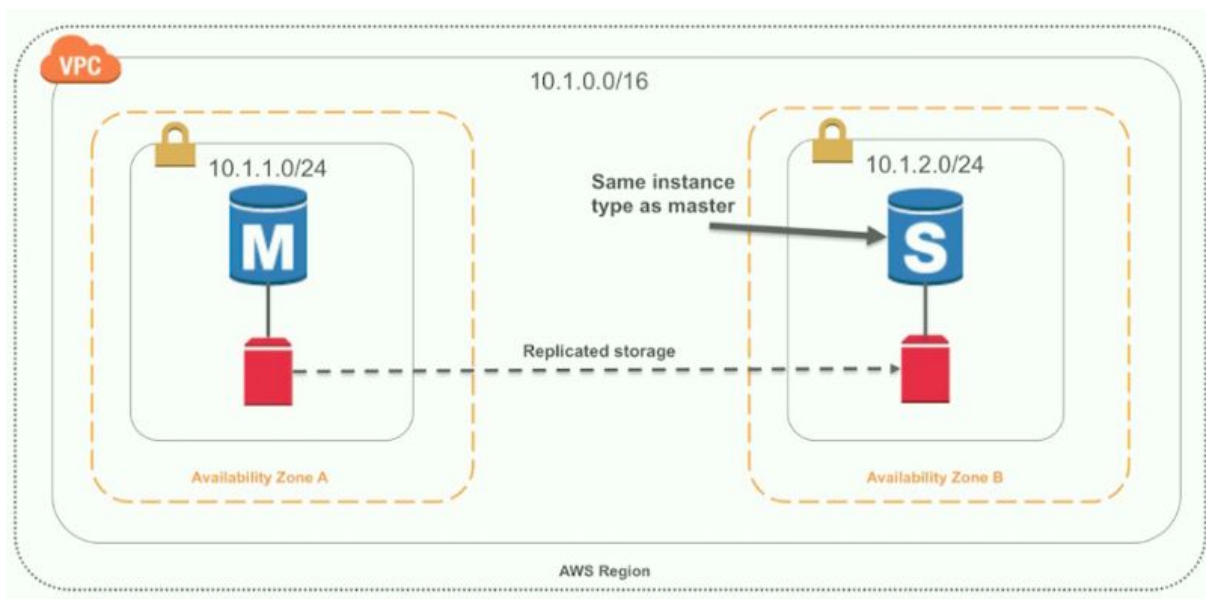 VPC
10.1.0.0/16
10.1.1.0/24
M
Same instance
type as master
10.1.2.0/24
S
Replicated storage
Availability Zone A
Availability Zone B
AWS Region